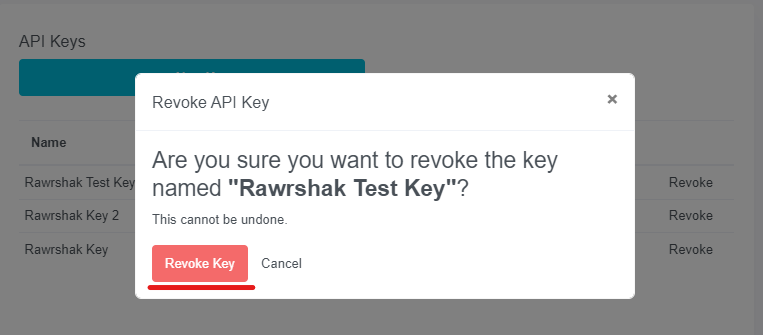 API Keys
Revoke API Key
×
Name
Are you sure you want to revoke the key
named "Rawrshak Test Key"?
Rawrshak Test Key
Revoke
This cannot be undone.
Rawrshak Key 2
Revoke
Rawrshak Key
Revoke
Revoke Key
Cancel